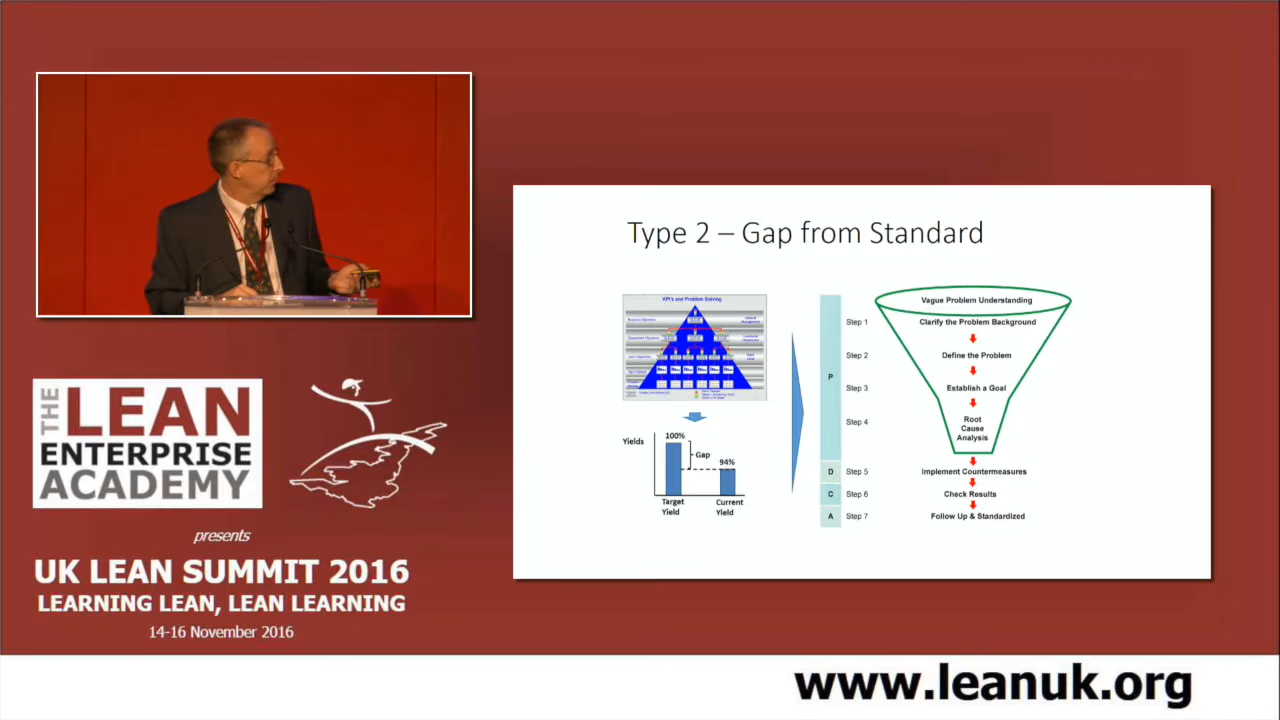 THE
LEAN
ENTERPRISE
ACADEMY
presents
UK LEAN SUMMIT 2016
LEARNING LEAN, LEAN LEARNING
14-16 November 2016
Type 2 – Gap from Standard
KPI's and Problem Solving
Yields
100%
Gap
94%
Target
Yield
Current
Yield
P
Step 1
Step 2
Step 3
Step 4
D
Step 5
C
Step 6
A
Step 7
Vague Problem Understanding
Clarify the Problem Background
Define the Problem
Establish a Goal
Root
Cause
Analysis
Implement Countermeasures
Check Results
Follow Up & Standardized
www.leanuk.org